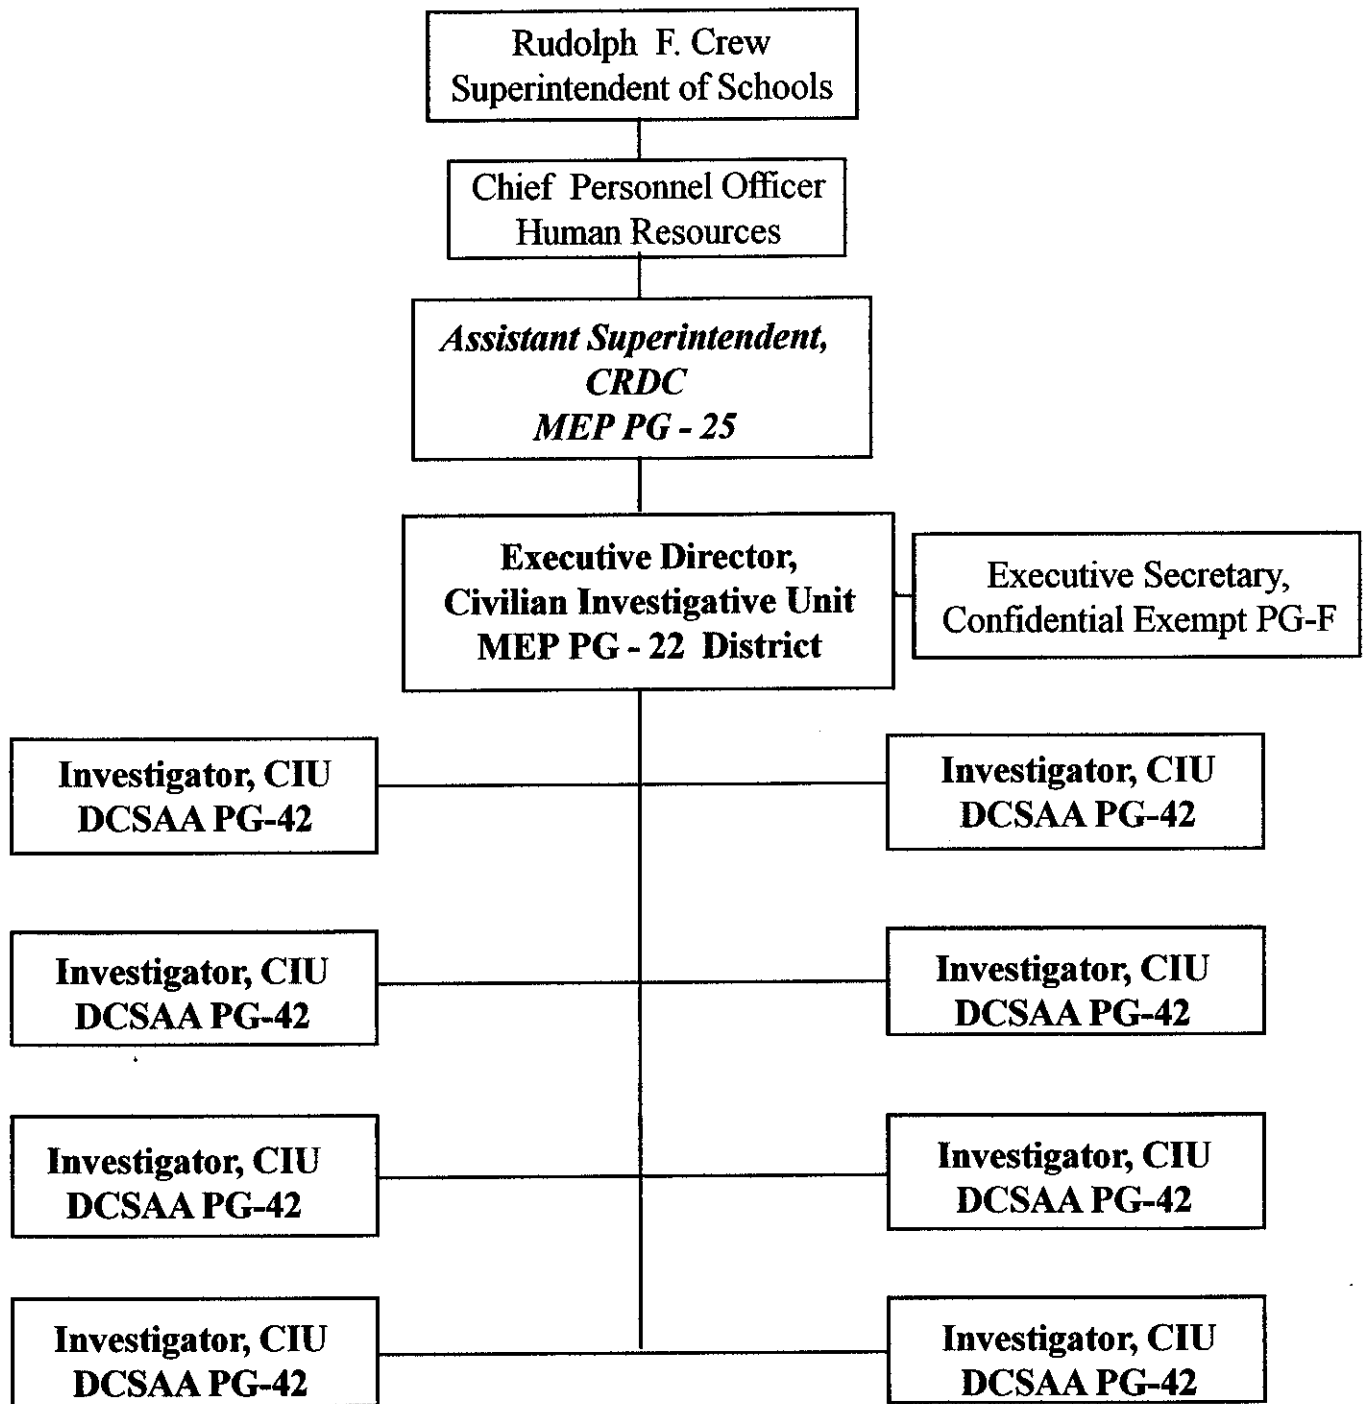 Rudolph F. Crew
Superintendent of Schools
Chief Personnel Officer
Human Resources
Assistant Superintendent,
CRDC
MEP PG - 25
Executive Director,
Civilian Investigative Unit
MEP PG - 22 District
Executive Secretary,
Confidential Exempt PG-F
Investigator, CIU
DCSAA PG-42
Investigator, CIU
DCSAA PG-42
Investigator, CIU
DCSAA PG-42
Investigator, CIU
DCSAA PG-42
Investigator, CIU
DCSAA PG-42
Investigator, CIU
DCSAA PG-42
Investigator, CIU
DCSAA PG-42
Investigator, CIU
DCSAA PG-42